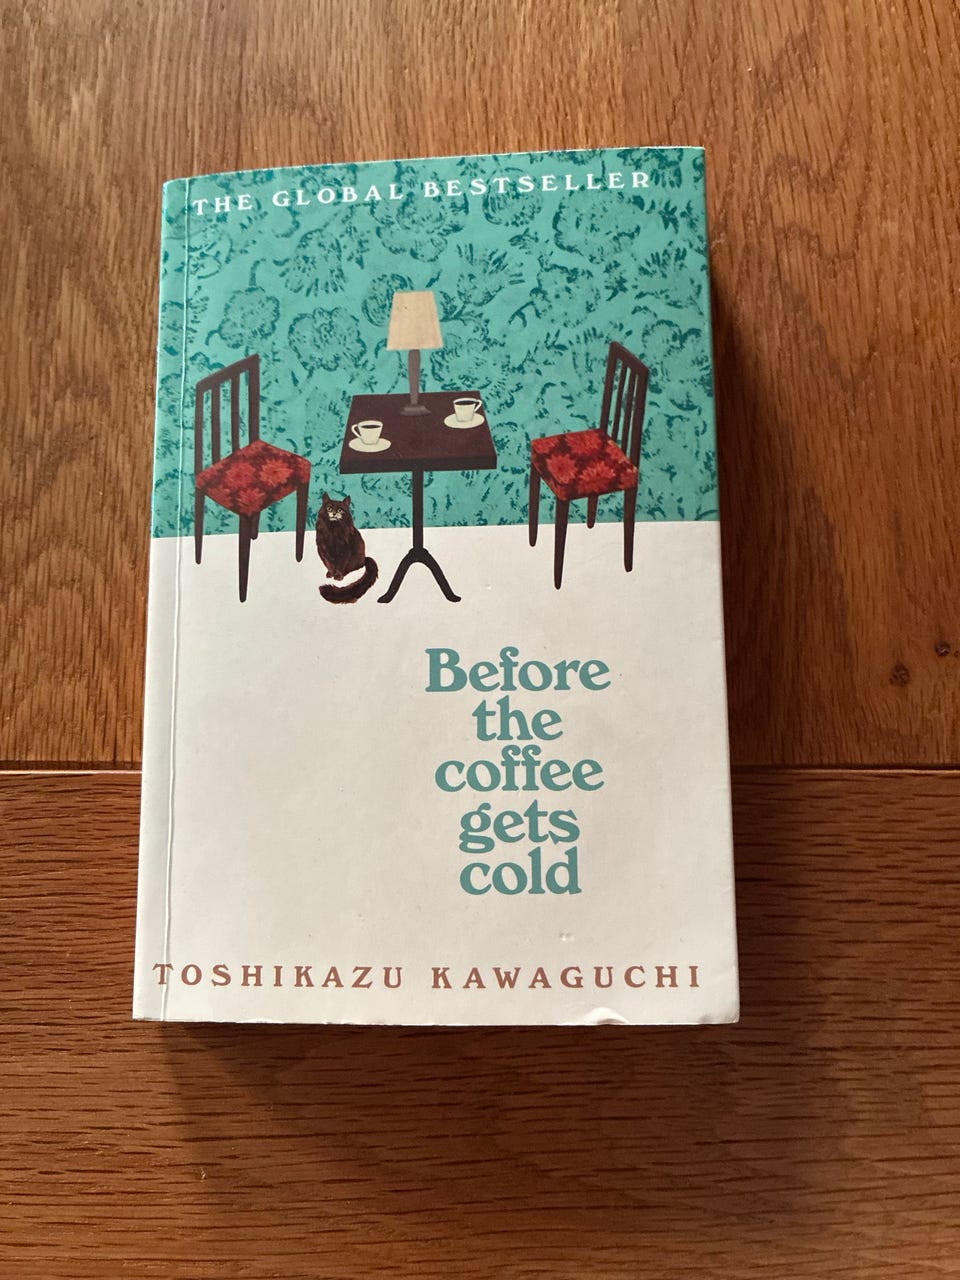 THE GLOBAL BESTSELLER
Before
the
coffee
gets
cold
TOSHIKAZU KAWAGUCHI